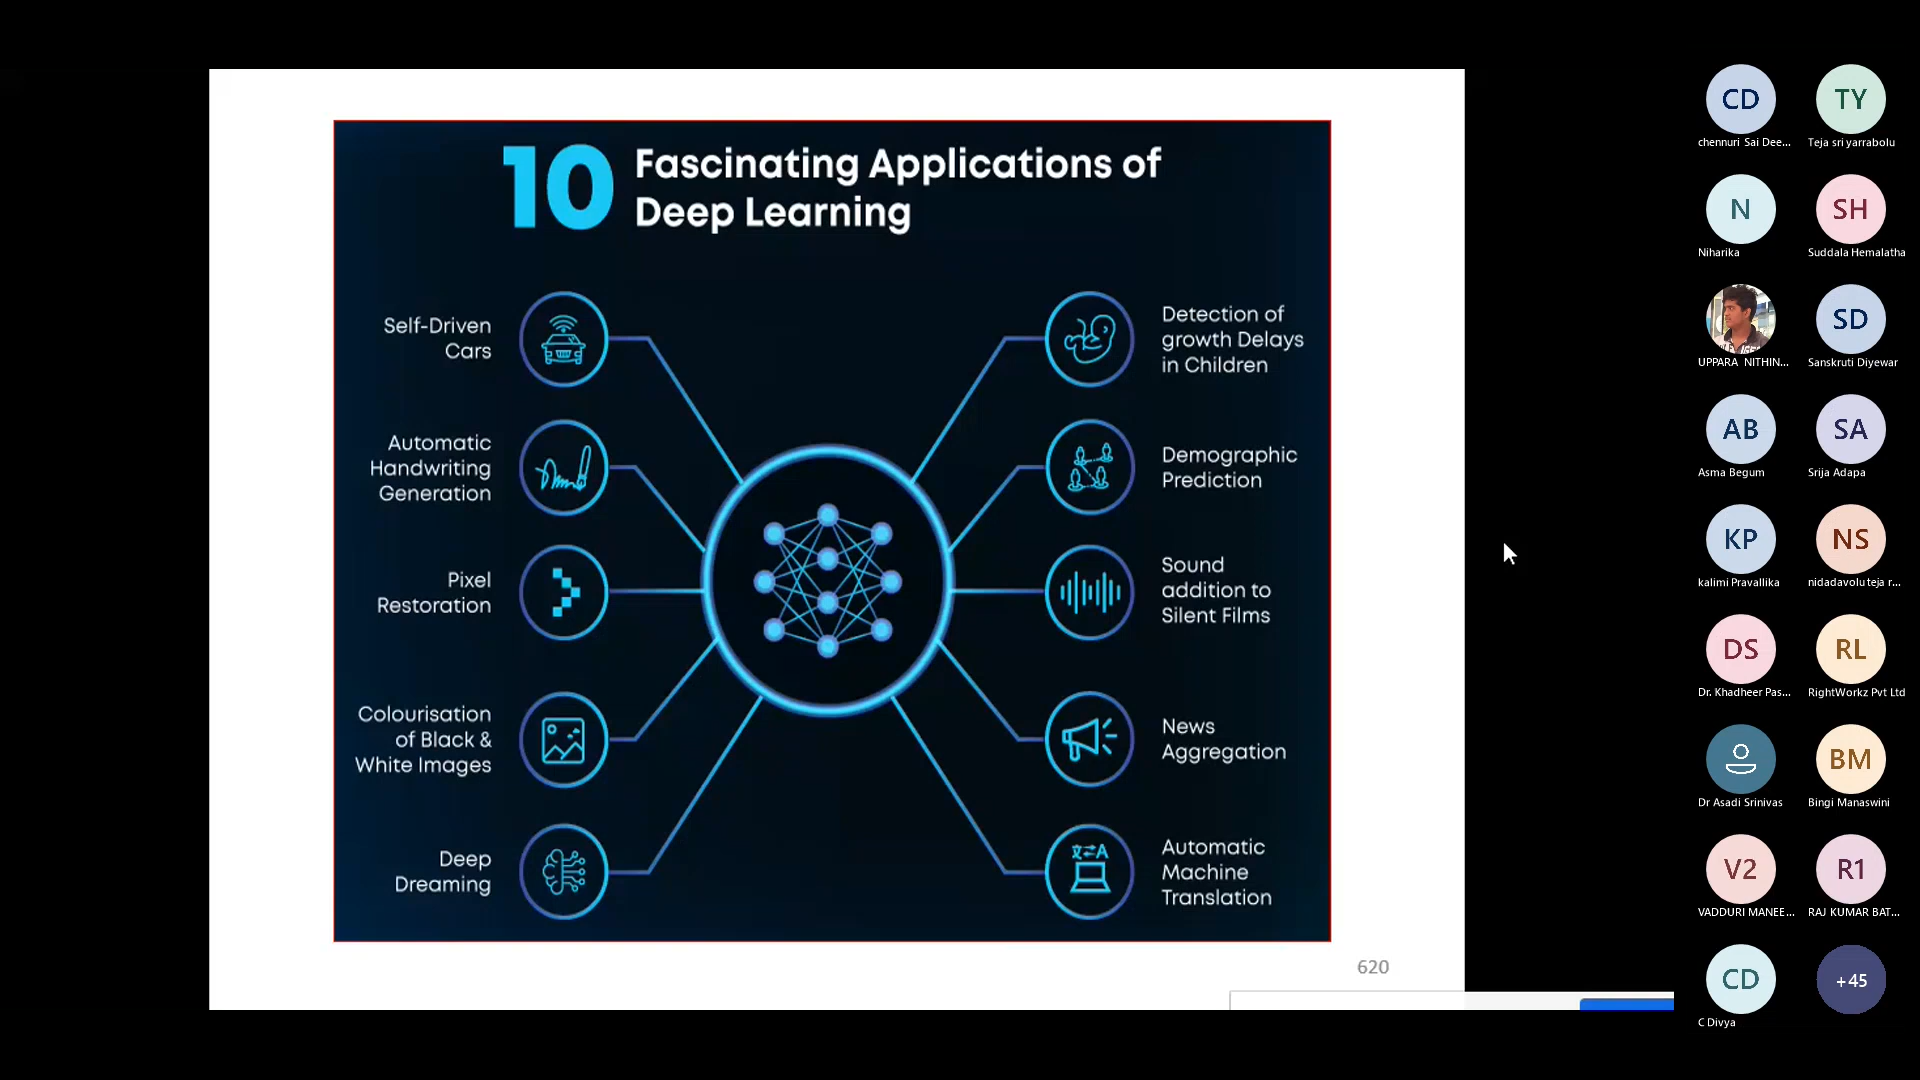 10
Fascinating Applications of
Deep Learning
Self-Driven
Cars
Automatic
Handwriting
Generation
Pixel
Restoration
Colourisation
of Black &
White Images
Deep
Dreaming
Detection of
growth Delays
in Children
Demographic
Prediction
Sound
addition to
Silent Films
News
Aggregation
Automatic
Machine
Translation
620
CD
chennuri Sai Dee...
TY
Teja sri yarrabolu
N
Niharika
SH
Suddala Hemalatha
UPPARA NITHIN...
SD
Sanskruti Diyewar
AB
Asma Begum
SA
Srija Adapa
KP
kalimi Pravallika
NS
nidadavolu teja r...
DS
Dr. Khadheer Pas...
RL
RightWorkz Pvt Ltd
Dr Asadi Srinivas
BM
Bingi Manaswini
V2
VADDURI MANEE...
R1
RAJ KUMAR BAT...
CD
C Divya
+45